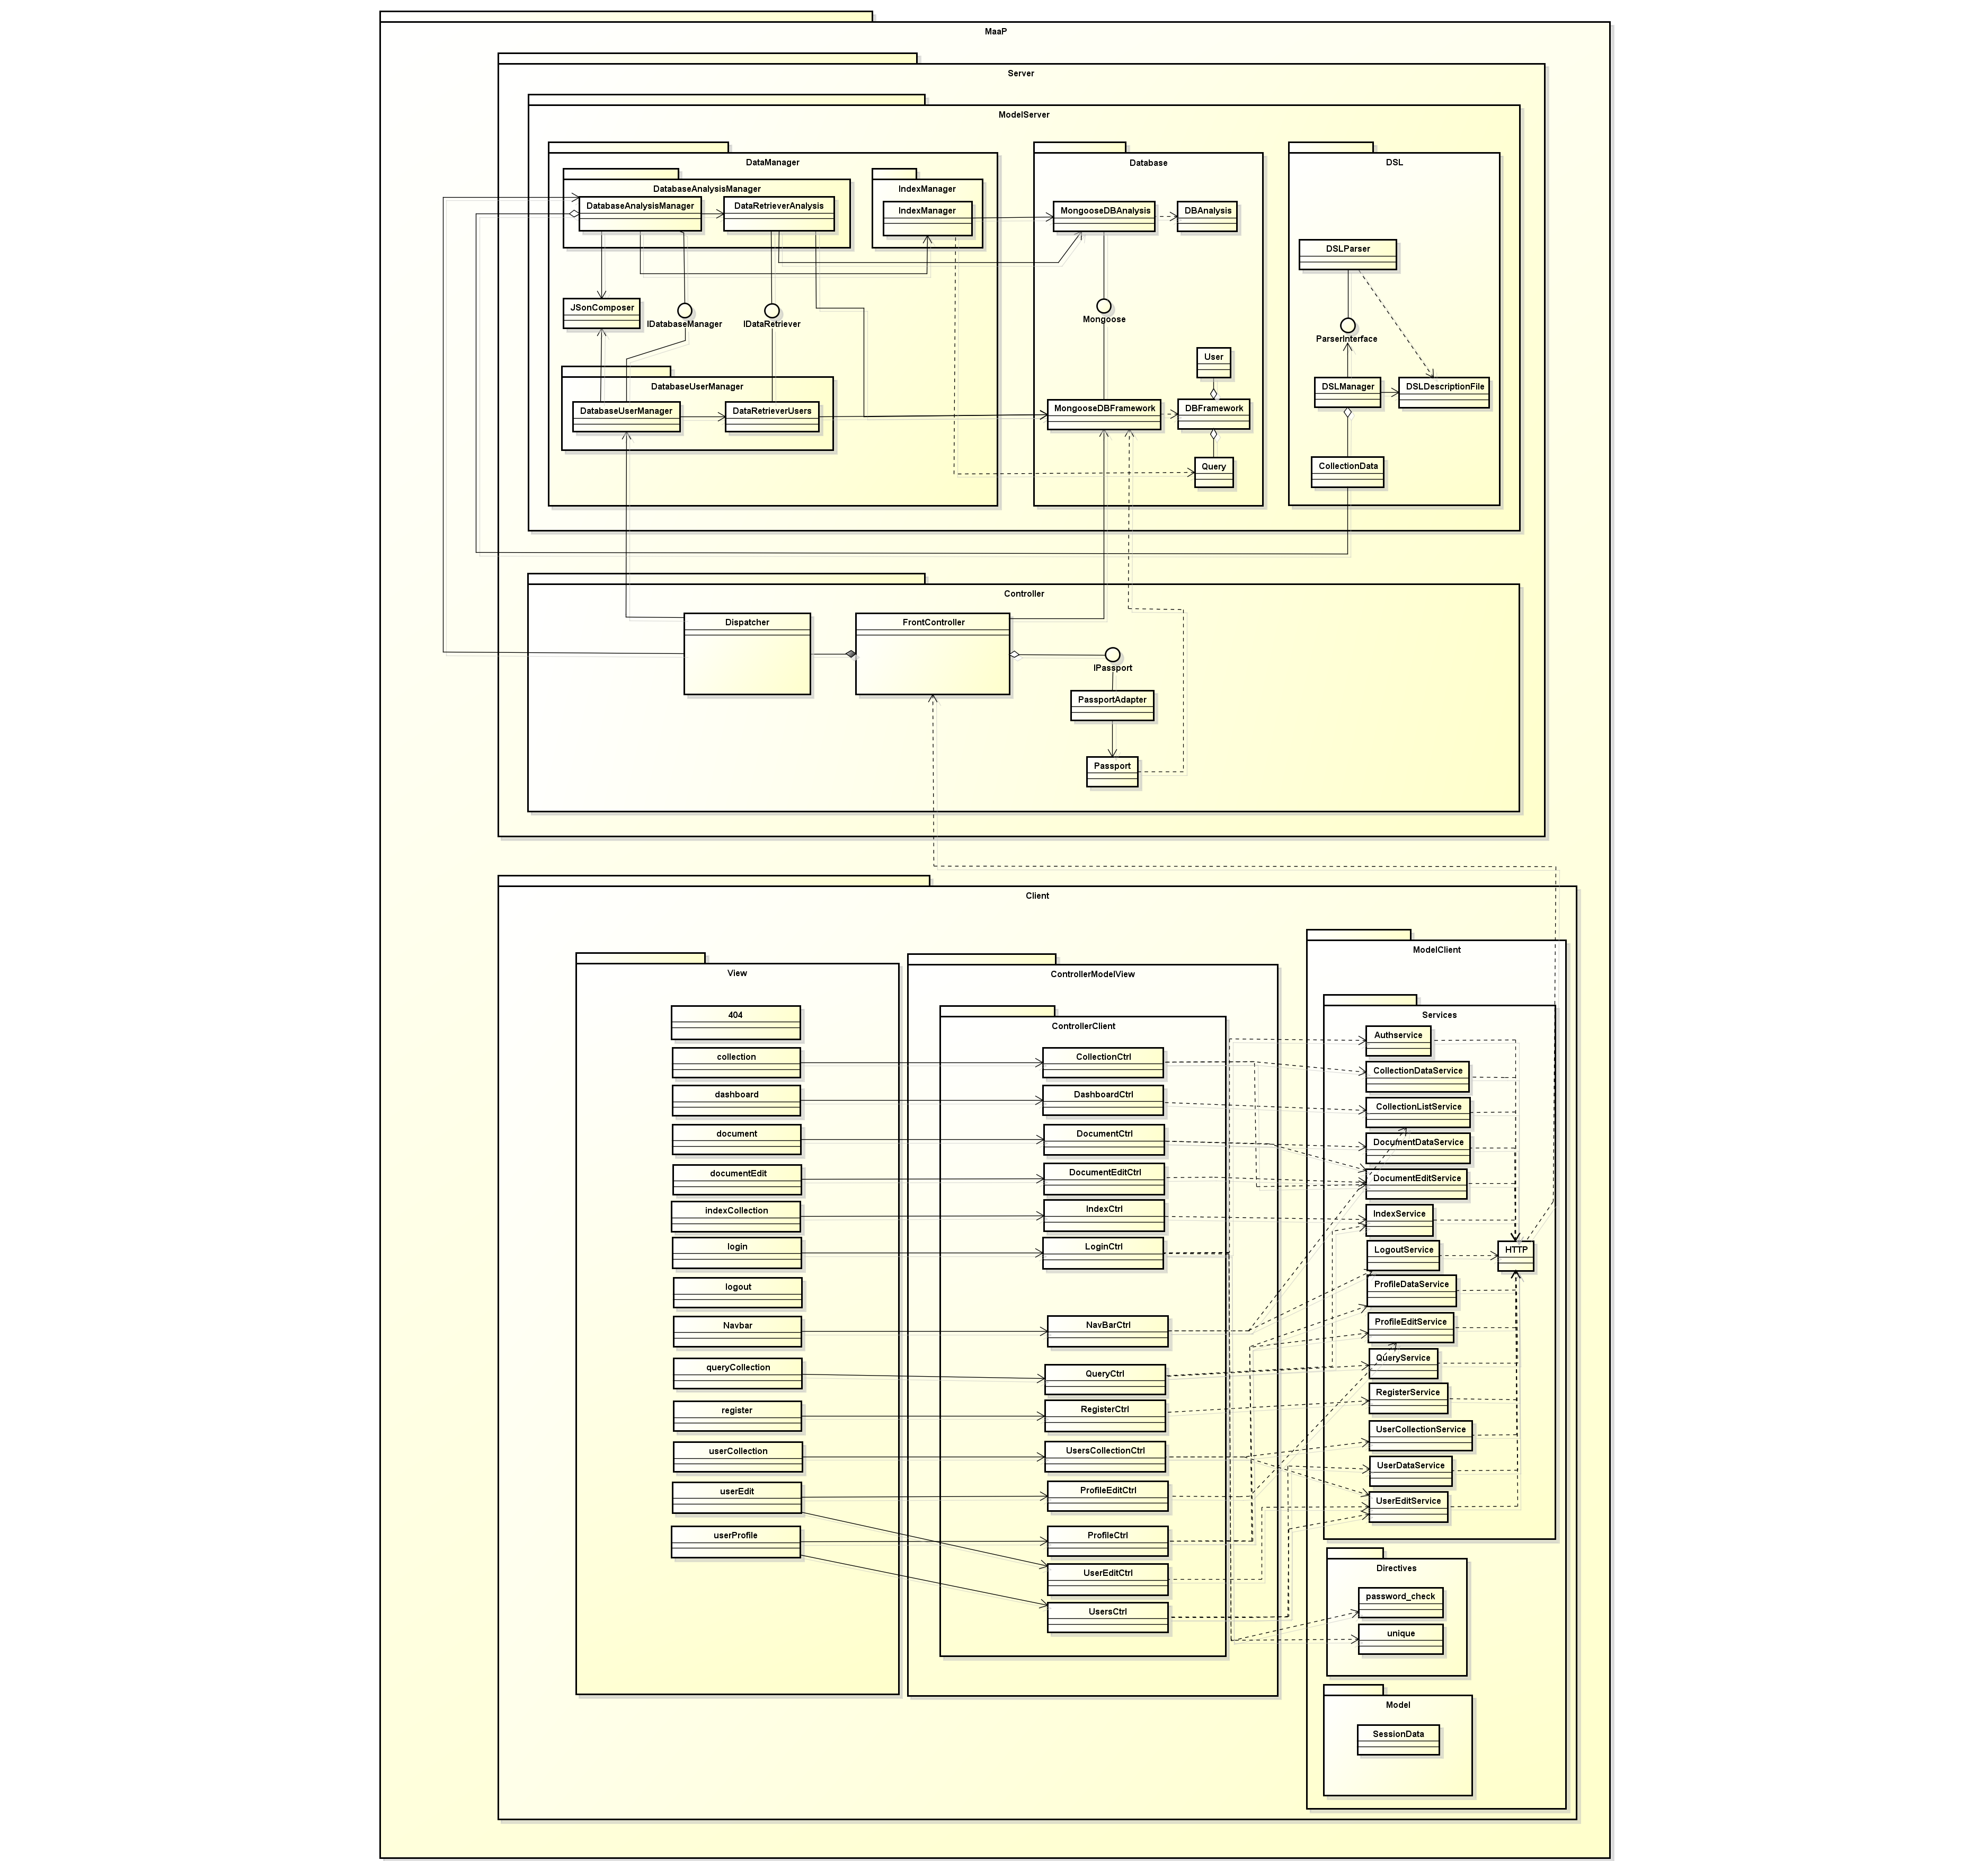 MaaP
Server
ModelServer
DataManager
DatabaseAnalysisManager
DatabaseAnalysisManager
DataRetrieverAnalysis
IndexManager
IndexManager
JSonComposer
IDatabaseManager
IDataRetriever
DatabaseUserManager
DatabaseUserManager
DataRetrieverUsers
Database
MongooseDBAnalysis
DBAnalysis
Mongoose
User
MongooseDBFramework
DBFramework
Query
DSL
DSLParser
ParserInterface
DSLManager
DSLDescriptionFile
CollectionData
Controller
Dispatcher
FrontController
IPassport
PassportAdapter
Passport
Client
View
404
collection
dashboard
document
documentEdit
indexCollection
login
logout
Navbar
queryCollection
register
userCollection
userEdit
userProfile
ControllerModelView
ControllerClient
CollectionCtrl
DashboardCtrl
DocumentCtrl
DocumentEditCtrl
IndexCtrl
LoginCtrl
NavBarCtrl
QueryCtrl
RegisterCtrl
UsersCollectionCtrl
ProfileEditCtrl
ProfileCtrl
UserEditCtrl
UsersCtrl
ModelClient
Services
Authservice
CollectionDataService
CollectionListService
DocumentDataService
DocumentEditService
IndexService
LogoutService
HTTP
ProfileDataService
ProfileEditService
QueryService
RegisterService
UserCollectionService
UserDataService
UserEditService
Directives
password_check
unique
Model
SessionData